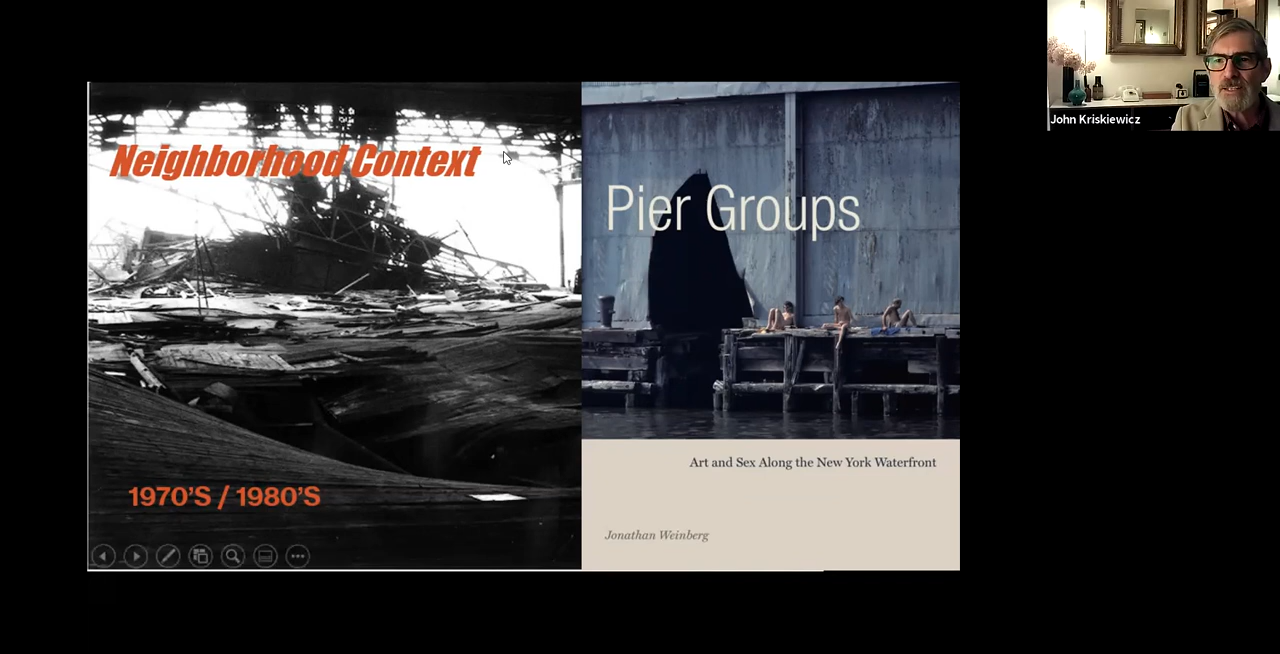 Neighborhood Context
1970'S / 1980'S
Pier Groups
Art and Sex Along the New York Waterfront
Jonathan Weinberg
John Kriskiewicz